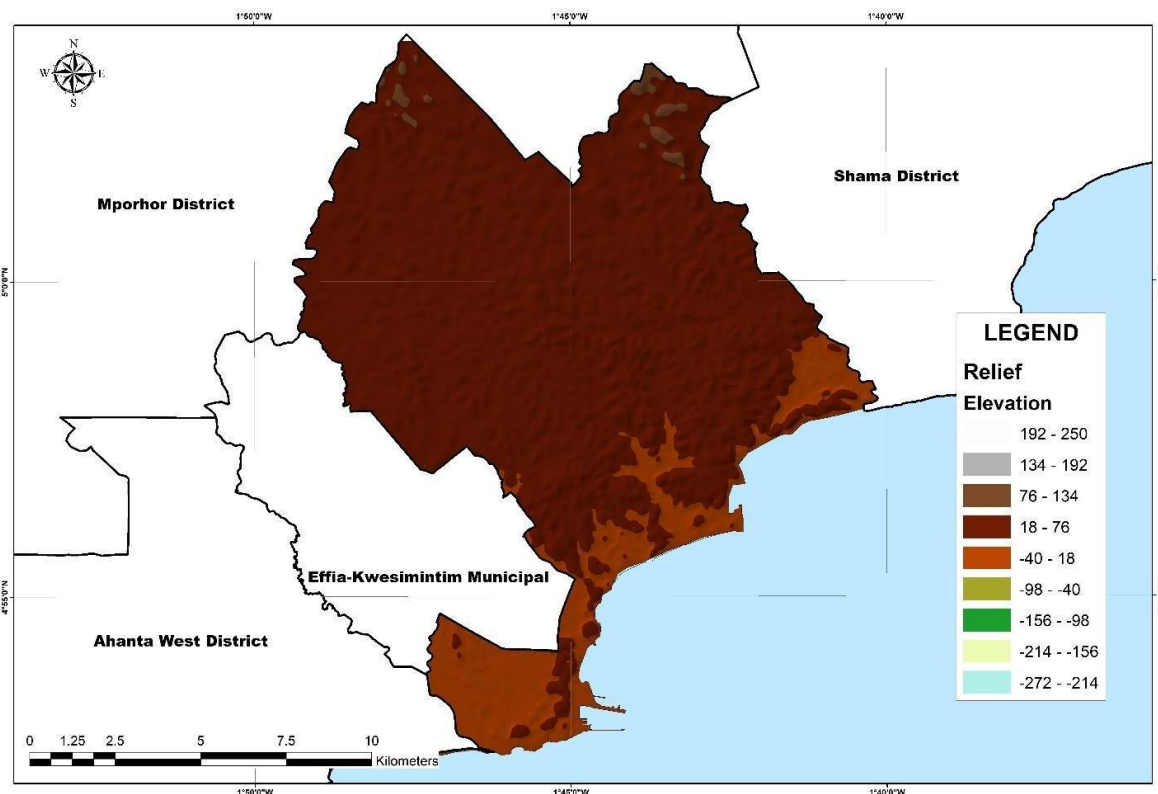 1°50'0"W
1°45'0"W
1°40'0"W
N
W
E
S
Shama District
Mporhor District
5°0'0"N
LEGEND
Relief
Elevation
192 - 250
134 - 192
76 - 134
18 - 76
-40 - 18
-98 - -40
-156 - -98
-214 - -156
-272 - -214
Effia-Kwesimintim Municipal
4°55'0"N
Ahanta West District
0 1.25 2.5 5 7.5 10
Kilometers
1°50'0"W
1°45'0"W
1°40'0"W